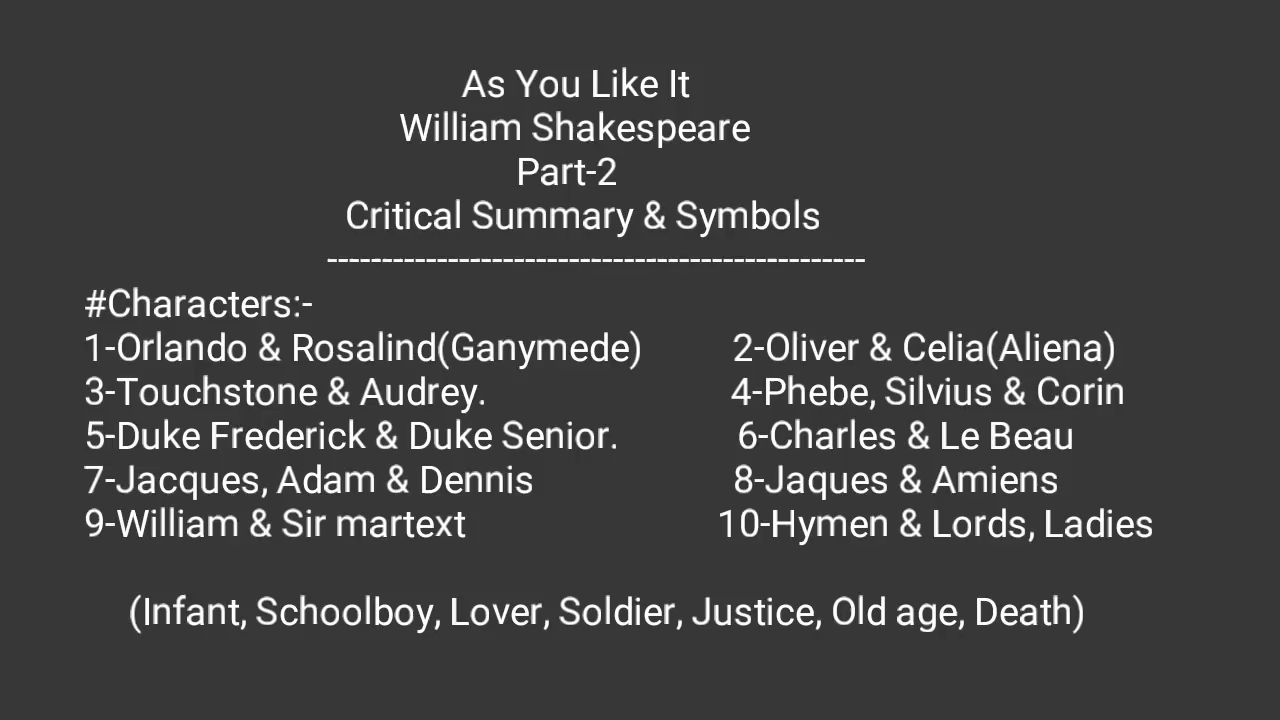 As You Like It
William Shakespeare
Part-2
Critical Summary & Symbols
-------------------------------------------------
#Characters:-
1-Orlando & Rosalind(Ganymede) 2-Oliver & Celia(Aliena)
3-Touchstone & Audrey. 4-Phebe, Silvius & Corin
5-Duke Frederick & Duke Senior. 6-Charles & Le Beau
7-Jacques, Adam & Dennis 8-Jaques & Amiens
9-William & Sir martext 10-Hymen & Lords, Ladies
(Infant, Schoolboy, Lover, Soldier, Justice, Old age, Death)